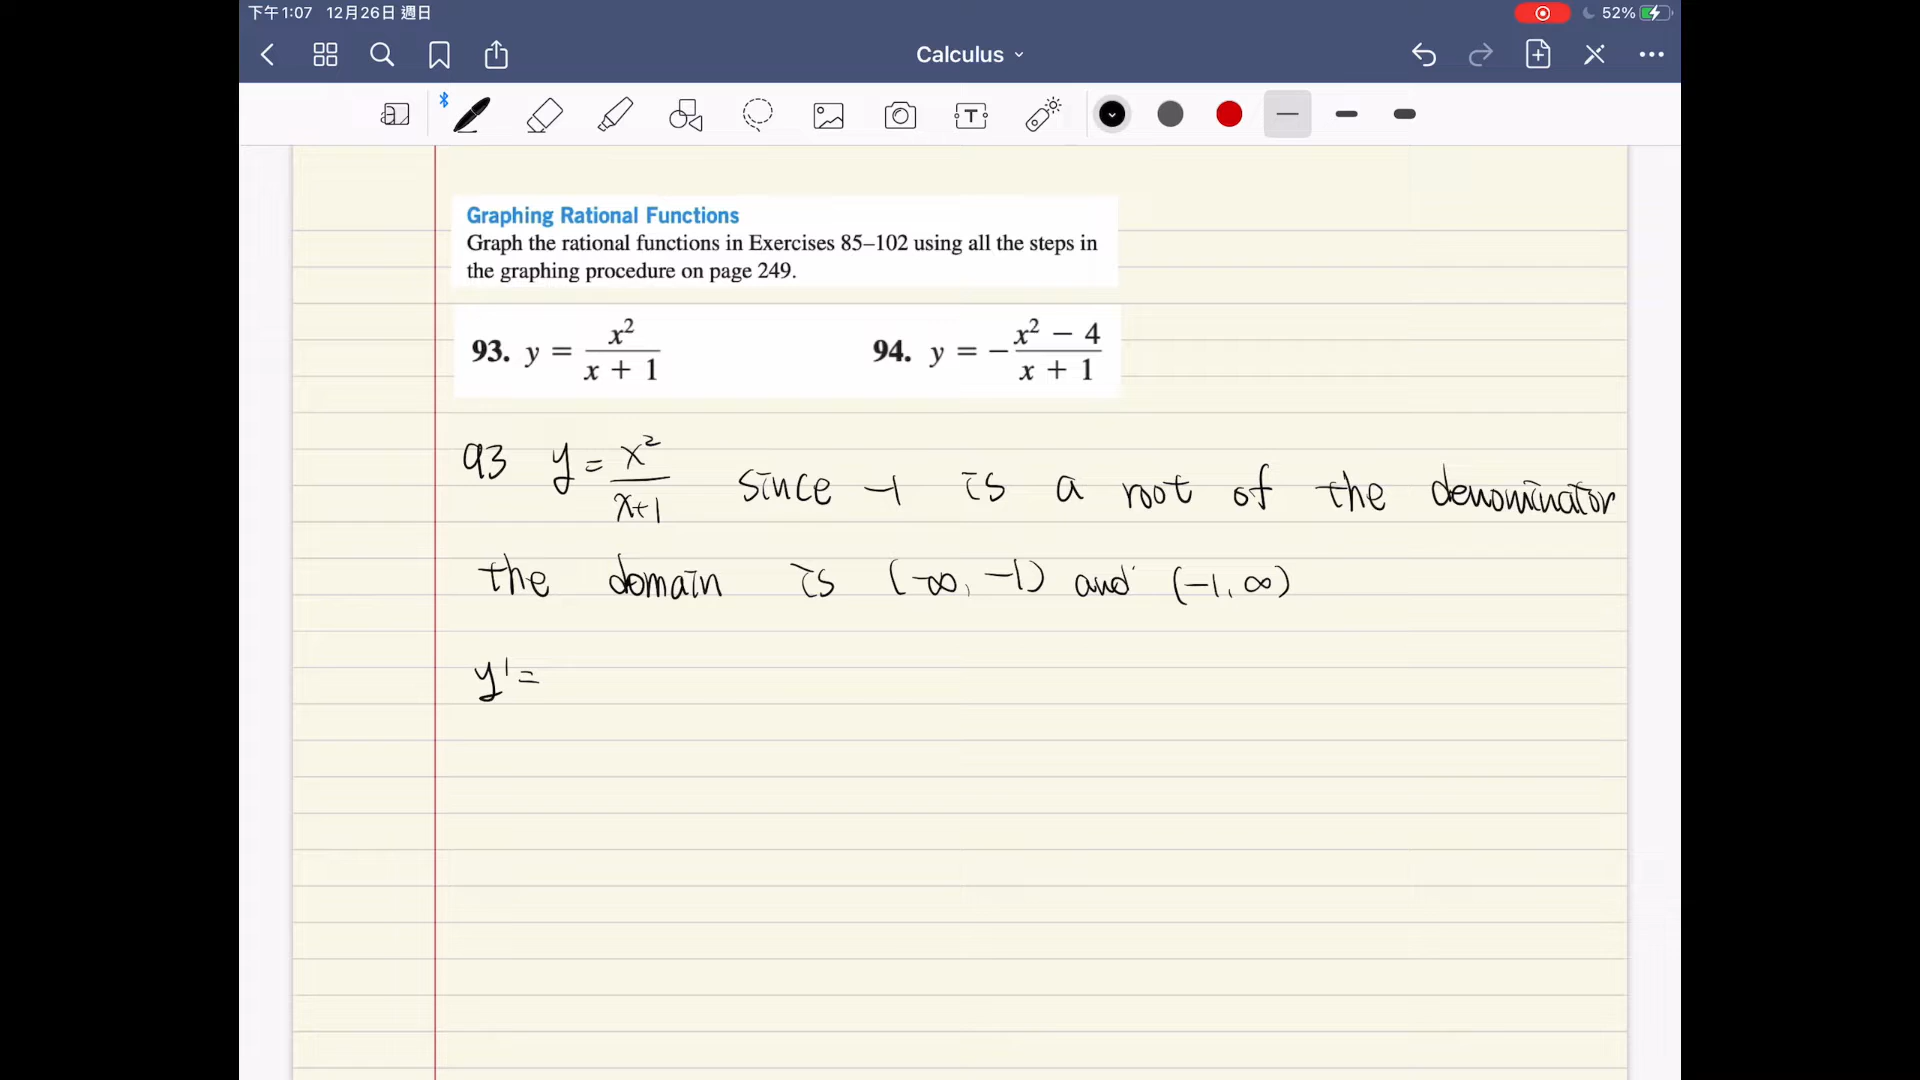 下午1:07 12月26日 週日
52%
Calculus
T
Graphing Rational Functions
Graph the rational functions in Exercises 85–102 using all the steps in
the graphing procedure on page 249.
93. y = x²/(x + 1)
94. y = −(x² − 4)/(x + 1)
93 y = x²/(x+1) since -1 is a root of the denominator
the domain is (-∞, -1) and (-1, ∞)
y' =